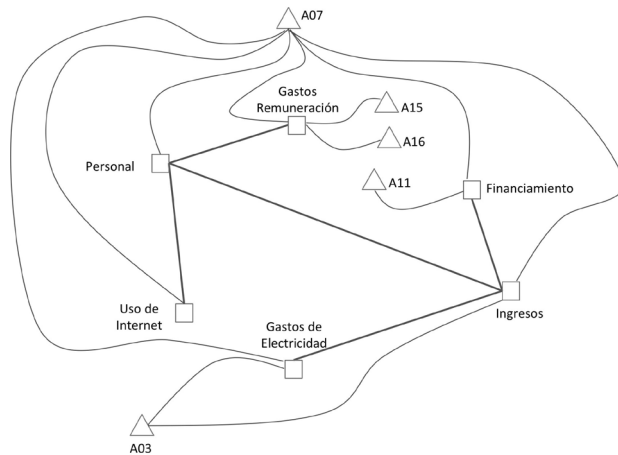 A07
Gastos
Remuneración
A15
A16
Personal
A11
Financiamiento
Uso de
Internet
Gastos de
Electricidad
Ingresos
A03